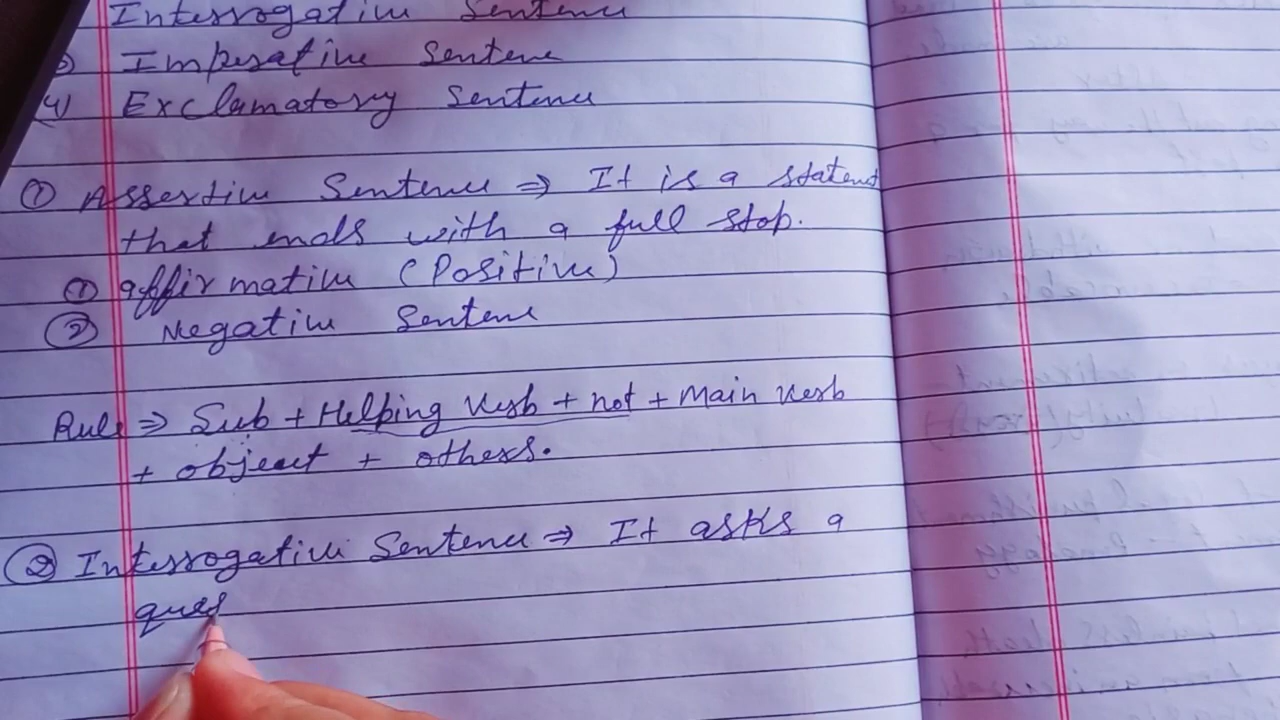 Interrogative Sentence
3) Imperative Sentence
(4) Exclamatory Sentence
① Assertive Sentence ⇒ It is a statement
that ends with a full stop.
① affirmative (Positive)
② Negative Sentence
Rule ⇒ Sub + Helping Verb + not + Main Verb
+ object + others.
② Interrogative Sentence ⇒ It asks a
ques